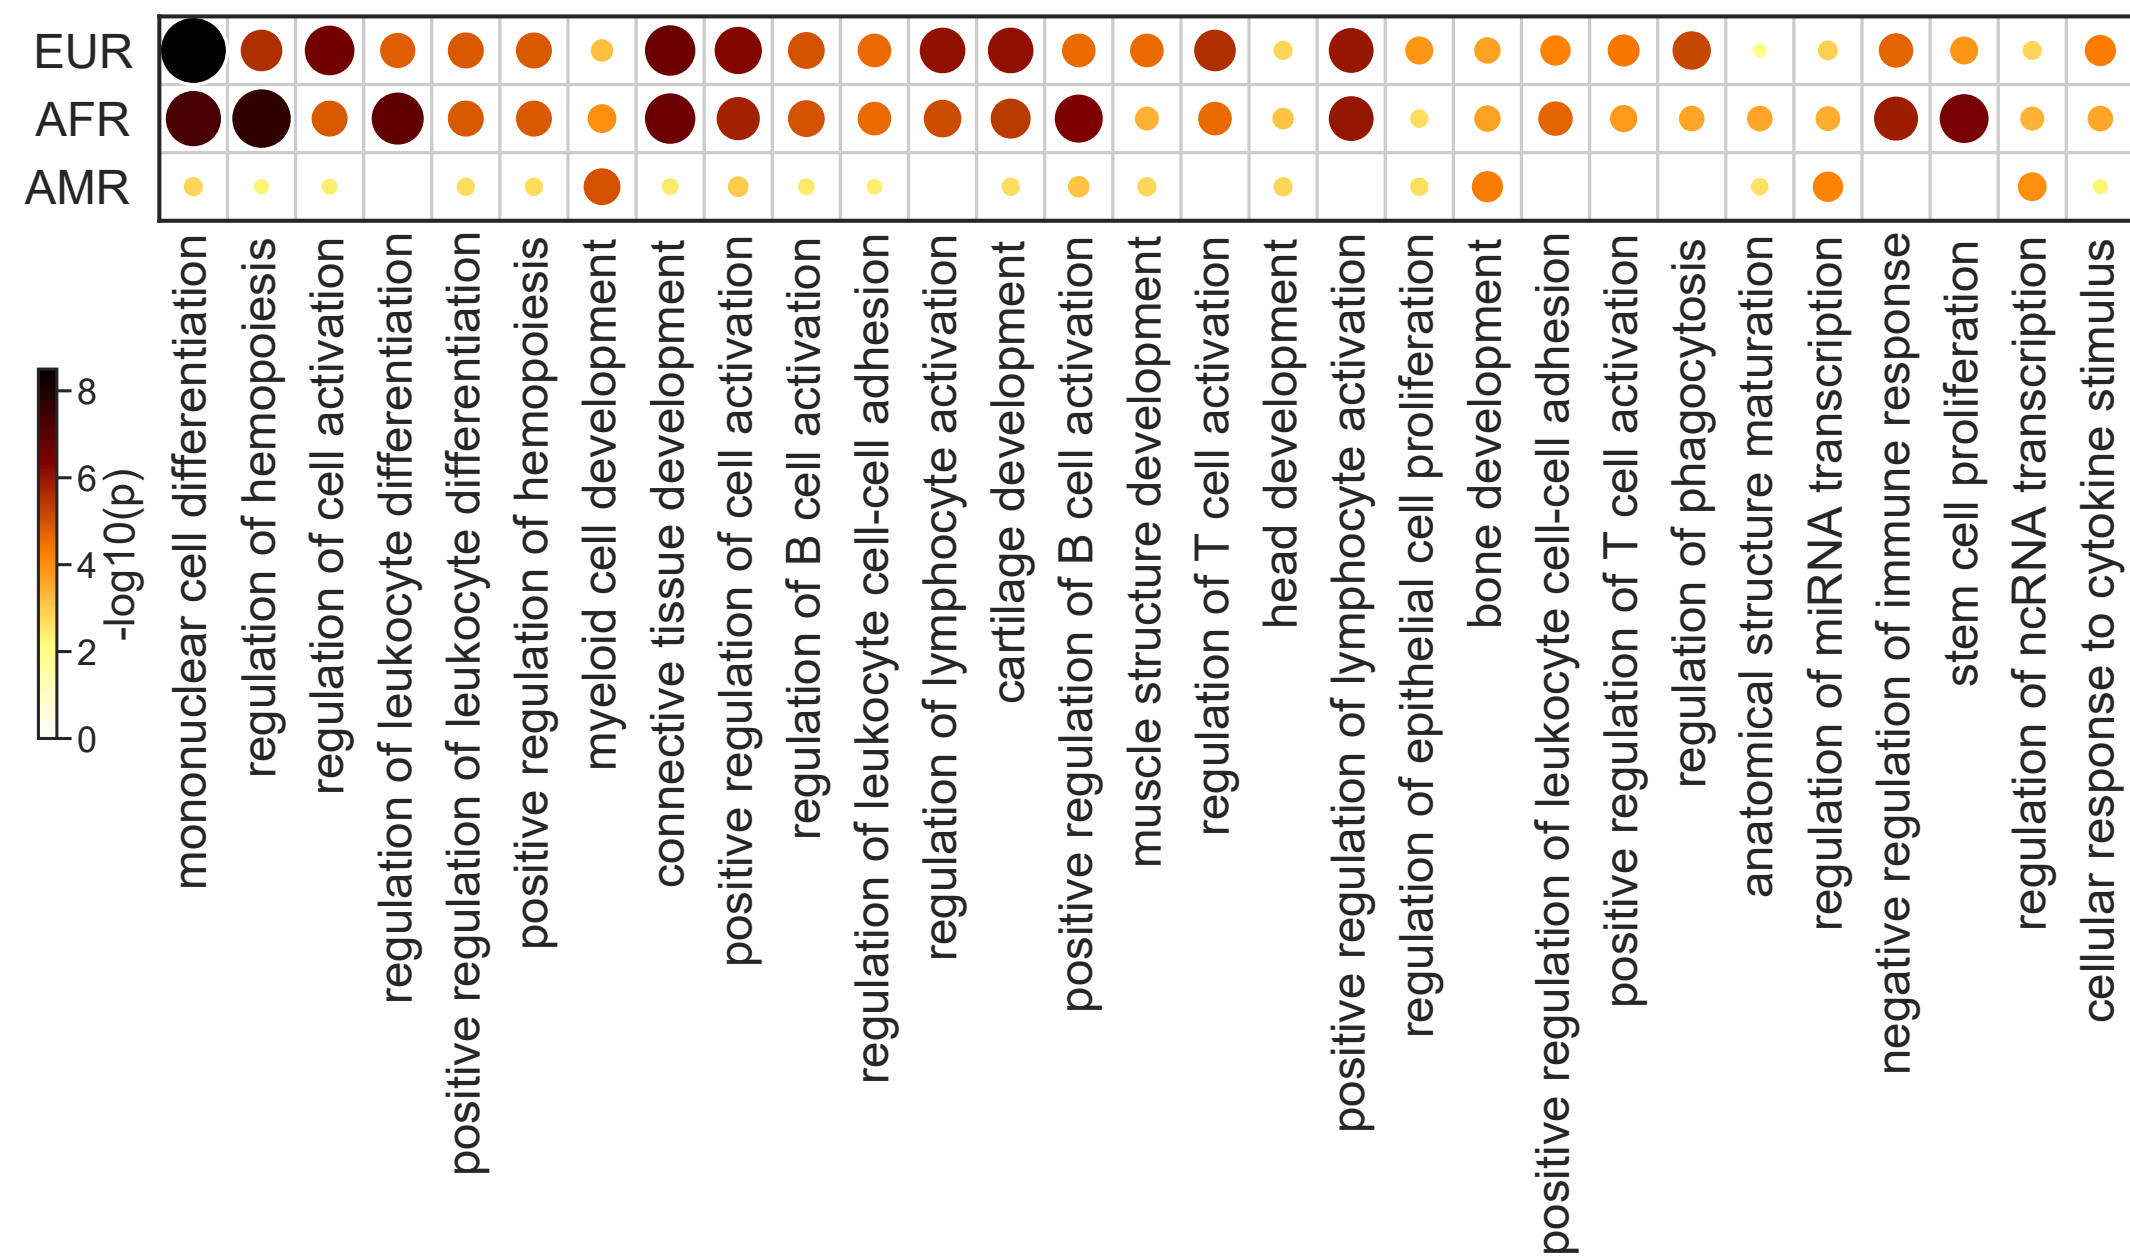 EUR
AFR
AMR
mononuclear cell differentiation
regulation of hemopoiesis
regulation of cell activation
regulation of leukocyte differentiation
positive regulation of leukocyte differentiation
positive regulation of hemopoiesis
myeloid cell development
connective tissue development
positive regulation of cell activation
regulation of B cell activation
regulation of leukocyte cell-cell adhesion
regulation of lymphocyte activation
cartilage development
positive regulation of B cell activation
muscle structure development
regulation of T cell activation
head development
positive regulation of lymphocyte activation
regulation of epithelial cell proliferation
bone development
positive regulation of leukocyte cell-cell adhesion
positive regulation of T cell activation
regulation of phagocytosis
anatomical structure maturation
regulation of miRNA transcription
negative regulation of immune response
stem cell proliferation
regulation of ncRNA transcription
cellular response to cytokine stimulus
8
6
4
2
0
-log10(p)